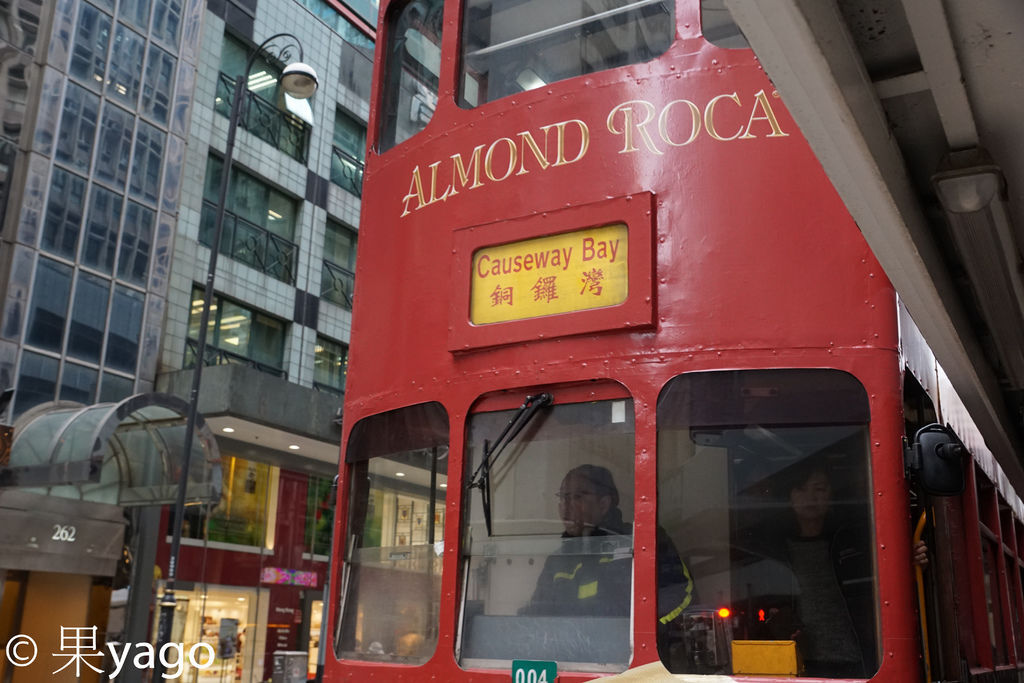 ALMOND ROCA
Causeway Bay
銅鑼灣
262
004
© 果yago